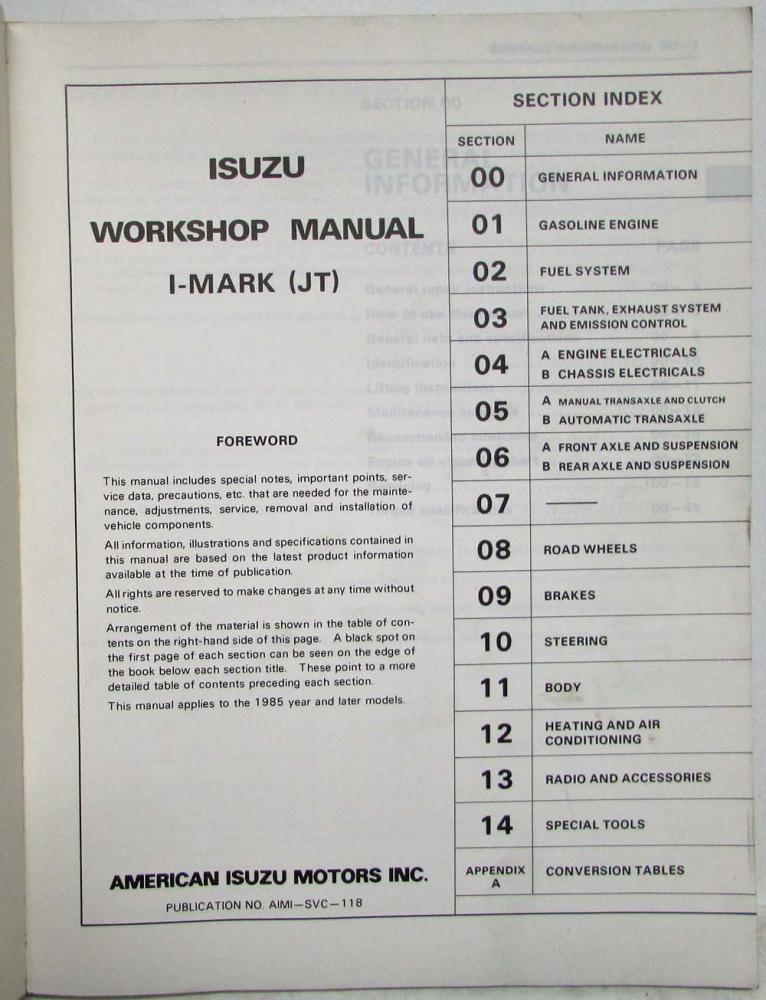 ISUZU
WORKSHOP MANUAL
I-MARK (JT)
FOREWORD
This manual includes special notes, important points, ser-
vice data, precautions, etc. that are needed for the mainte-
nance, adjustments, service, removal and installation of
vehicle components.
All information, illustrations and specifications contained in
this manual are based on the latest product information
available at the time of publication.
All rights are reserved to make changes at any time without
notice.
Arrangement of the material is shown in the table of con-
tents on the right-hand side of this page. A black spot on
the first page of each section can be seen on the edge of
the book below each section title. These point to a more
detailed table of contents preceding each section.
This manual applies to the 1985 year and later models.
AMERICAN ISUZU MOTORS INC.
PUBLICATION NO. AIMI-SVC-118
SECTION INDEX
SECTION NAME
00 GENERAL INFORMATION
01 GASOLINE ENGINE
02 FUEL SYSTEM
03 FUEL TANK, EXHAUST SYSTEM
AND EMISSION CONTROL
04 A ENGINE ELECTRICALS
B CHASSIS ELECTRICALS
05 A MANUAL TRANSAXLE AND CLUTCH
B AUTOMATIC TRANSAXLE
06 A FRONT AXLE AND SUSPENSION
B REAR AXLE AND SUSPENSION
07 ———
08 ROAD WHEELS
09 BRAKES
10 STEERING
11 BODY
12 HEATING AND AIR
CONDITIONING
13 RADIO AND ACCESSORIES
14 SPECIAL TOOLS
APPENDIX
A CONVERSION TABLES